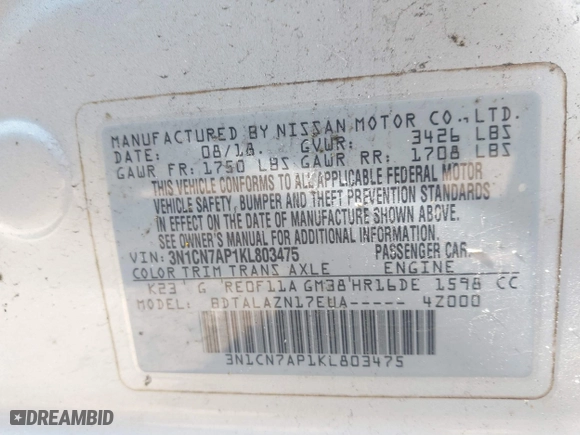 MANUFACTURED BY NISSAN MOTOR CO., LTD.
DATE: 08/18. GVWR: 3426 LBS
GAWR FR: 1750 LBS GAWR RR: 1708 LBS
THIS VEHICLE CONFORMS TO ALL APPLICABLE FEDERAL MOTOR
VEHICLE SAFETY, BUMPER AND THEFT PREVENTION STANDARDS
IN EFFECT ON THE DATE OF MANUFACTURE SHOWN ABOVE.
SEE OWNER'S MANUAL FOR ADDITIONAL INFORMATION.
VIN: 3N1CN7AP1KL803475 PASSENGER CAR.
COLOR TRIM TRANS AXLE ENGINE
K23 G RE0F11A GM38 HR16DE 1598 CC
MODEL: BDTALAZN17EUA----- 4Z000
3N1CN7AP1KL803475
DREAMBID